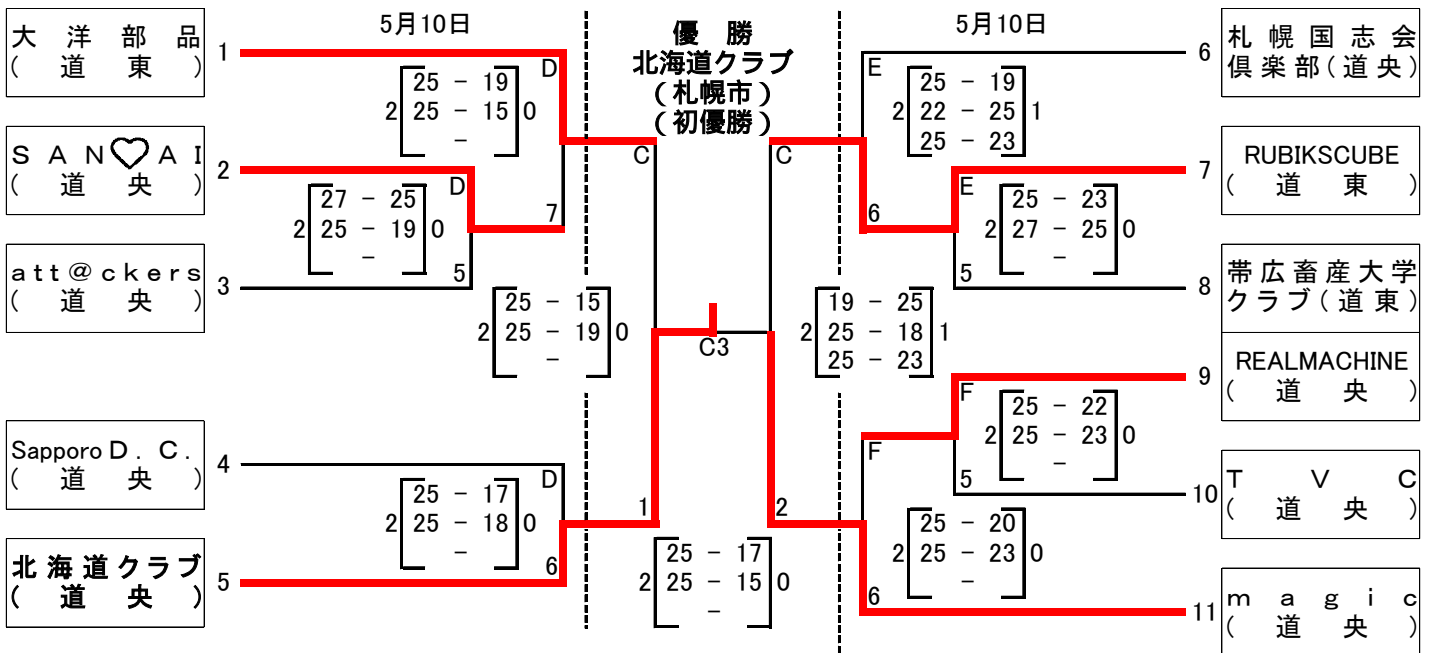 5月10日
優勝
北海道クラブ
(札幌市)
(初優勝)
5月10日
大洋部品
(道東)
1
D
25 - 19
2 25 - 15 0
-
SAN♡AI
(道央)
2
D
27 - 25
2 25 - 19 0
-
7
att@ckers
(道央)
3
5
25 - 15
2 25 - 19 0
-
C
Sapporo D.C.
(道央)
4
D
25 - 17
2 25 - 18 0
-
6
1
北海道クラブ
(道央)
5
C3
25 - 17
2 25 - 15 0
-
C
19 - 25
2 25 - 18 1
25 - 23
2
E
25 - 19
2 22 - 25 1
25 - 23
6
6
札幌国志会
倶楽部(道央)
E
25 - 23
2 27 - 25 0
-
5
7
RUBIKSCUBE
(道東)
8
帯広畜産大学
クラブ(道東)
F
25 - 22
2 25 - 23 0
-
5
9
REALMACHINE
(道央)
10
TVC
(道央)
F
25 - 20
2 25 - 23 0
-
6
11
magic
(道央)